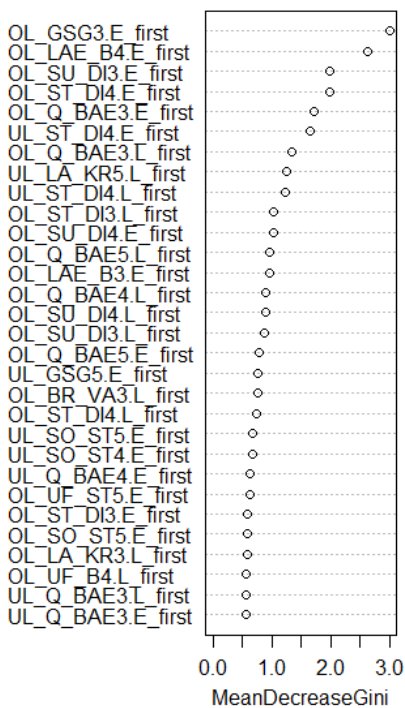 OL_GSG3.E_first
OL_LAE_B4.E_first
OL_SU_DI3.E_first
OL_ST_DI4.E_first
OL_Q_BAE3.E_first
UL_ST_DI4.E_first
OL_Q_BAE3.L_first
UL_LA_KR5.L_first
UL_ST_DI4.L_first
OL_ST_DI3.L_first
OL_SU_DI4.E_first
OL_Q_BAE5.L_first
OL_LAE_B3.E_first
OL_Q_BAE4.L_first
OL_SU_DI4.L_first
OL_SU_DI3.L_first
OL_Q_BAE5.E_first
UL_GSG5.E_first
OL_BR_VA3.L_first
OL_ST_DI4.L_first
UL_SO_ST5.E_first
UL_SO_ST4.E_first
UL_Q_BAE4.E_first
OL_UF_ST5.E_first
OL_ST_DI3.E_first
OL_SO_ST5.E_first
OL_LA_KR3.L_first
OL_UF_B4.L_first
UL_Q_BAE3.L_first
UL_Q_BAE3.E_first
0.0 1.0 2.0 3.0
MeanDecreaseGini